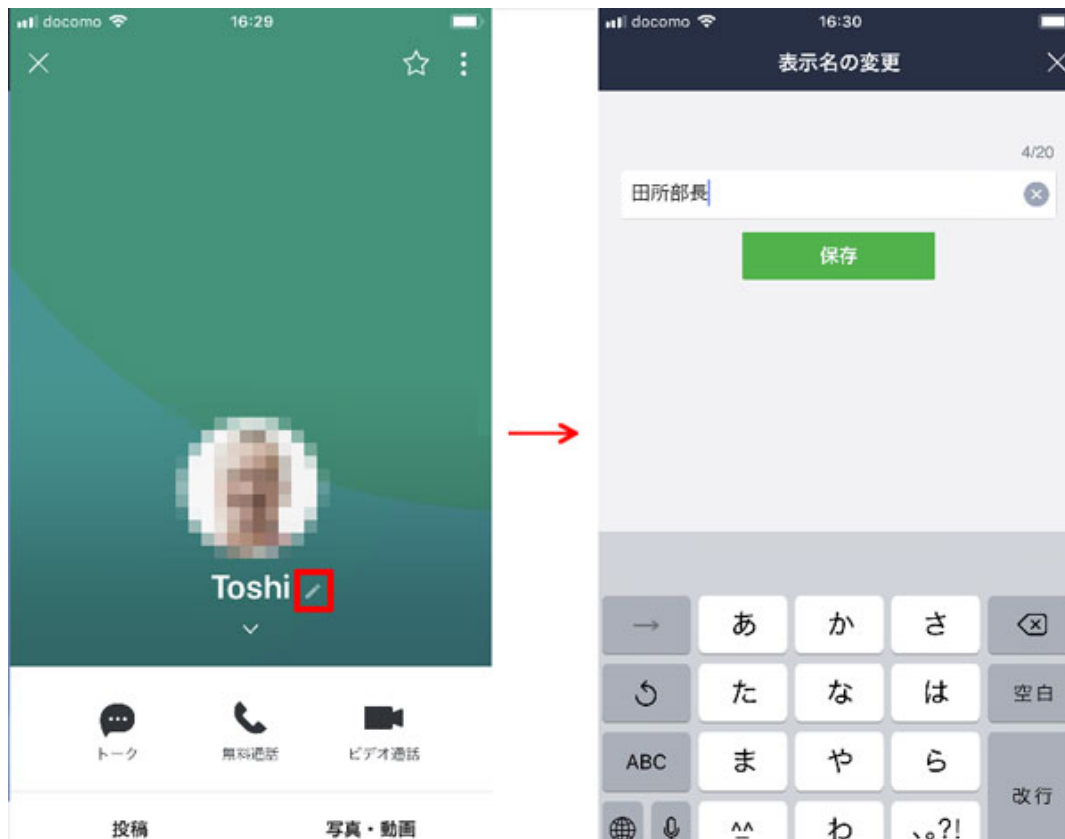 docomo 16:29
Toshi
トーク 無料通話 ビデオ通話
投稿 写真・動画
docomo 16:30
表示名の変更
4/20
田所部長
保存
→ あ か さ
た な は 空白
ABC ま や ら
改行
^^ わ 、。?!